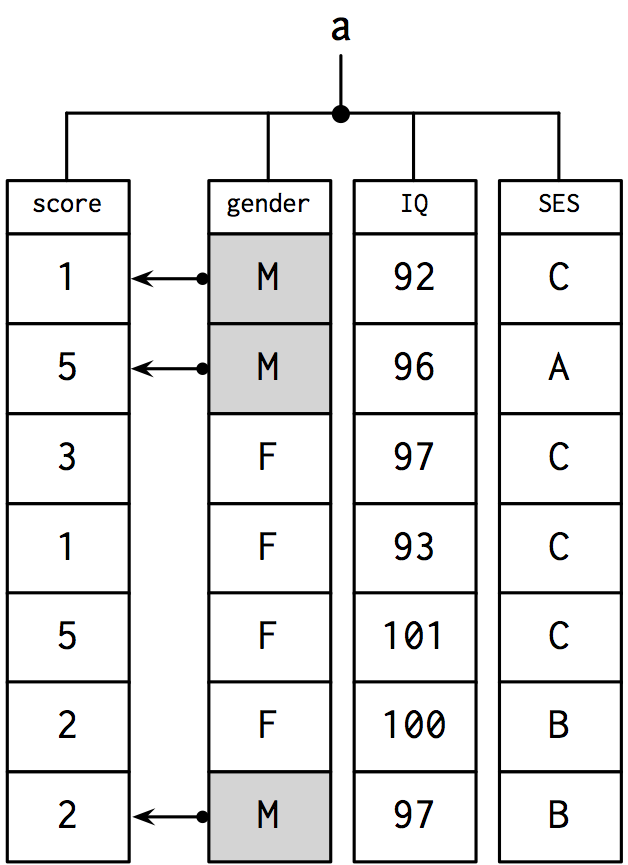 a
score gender IQ SES
1 M 92 C
5 M 96 A
3 F 97 C
1 F 93 C
5 F 101 C
2 F 100 B
2 M 97 B